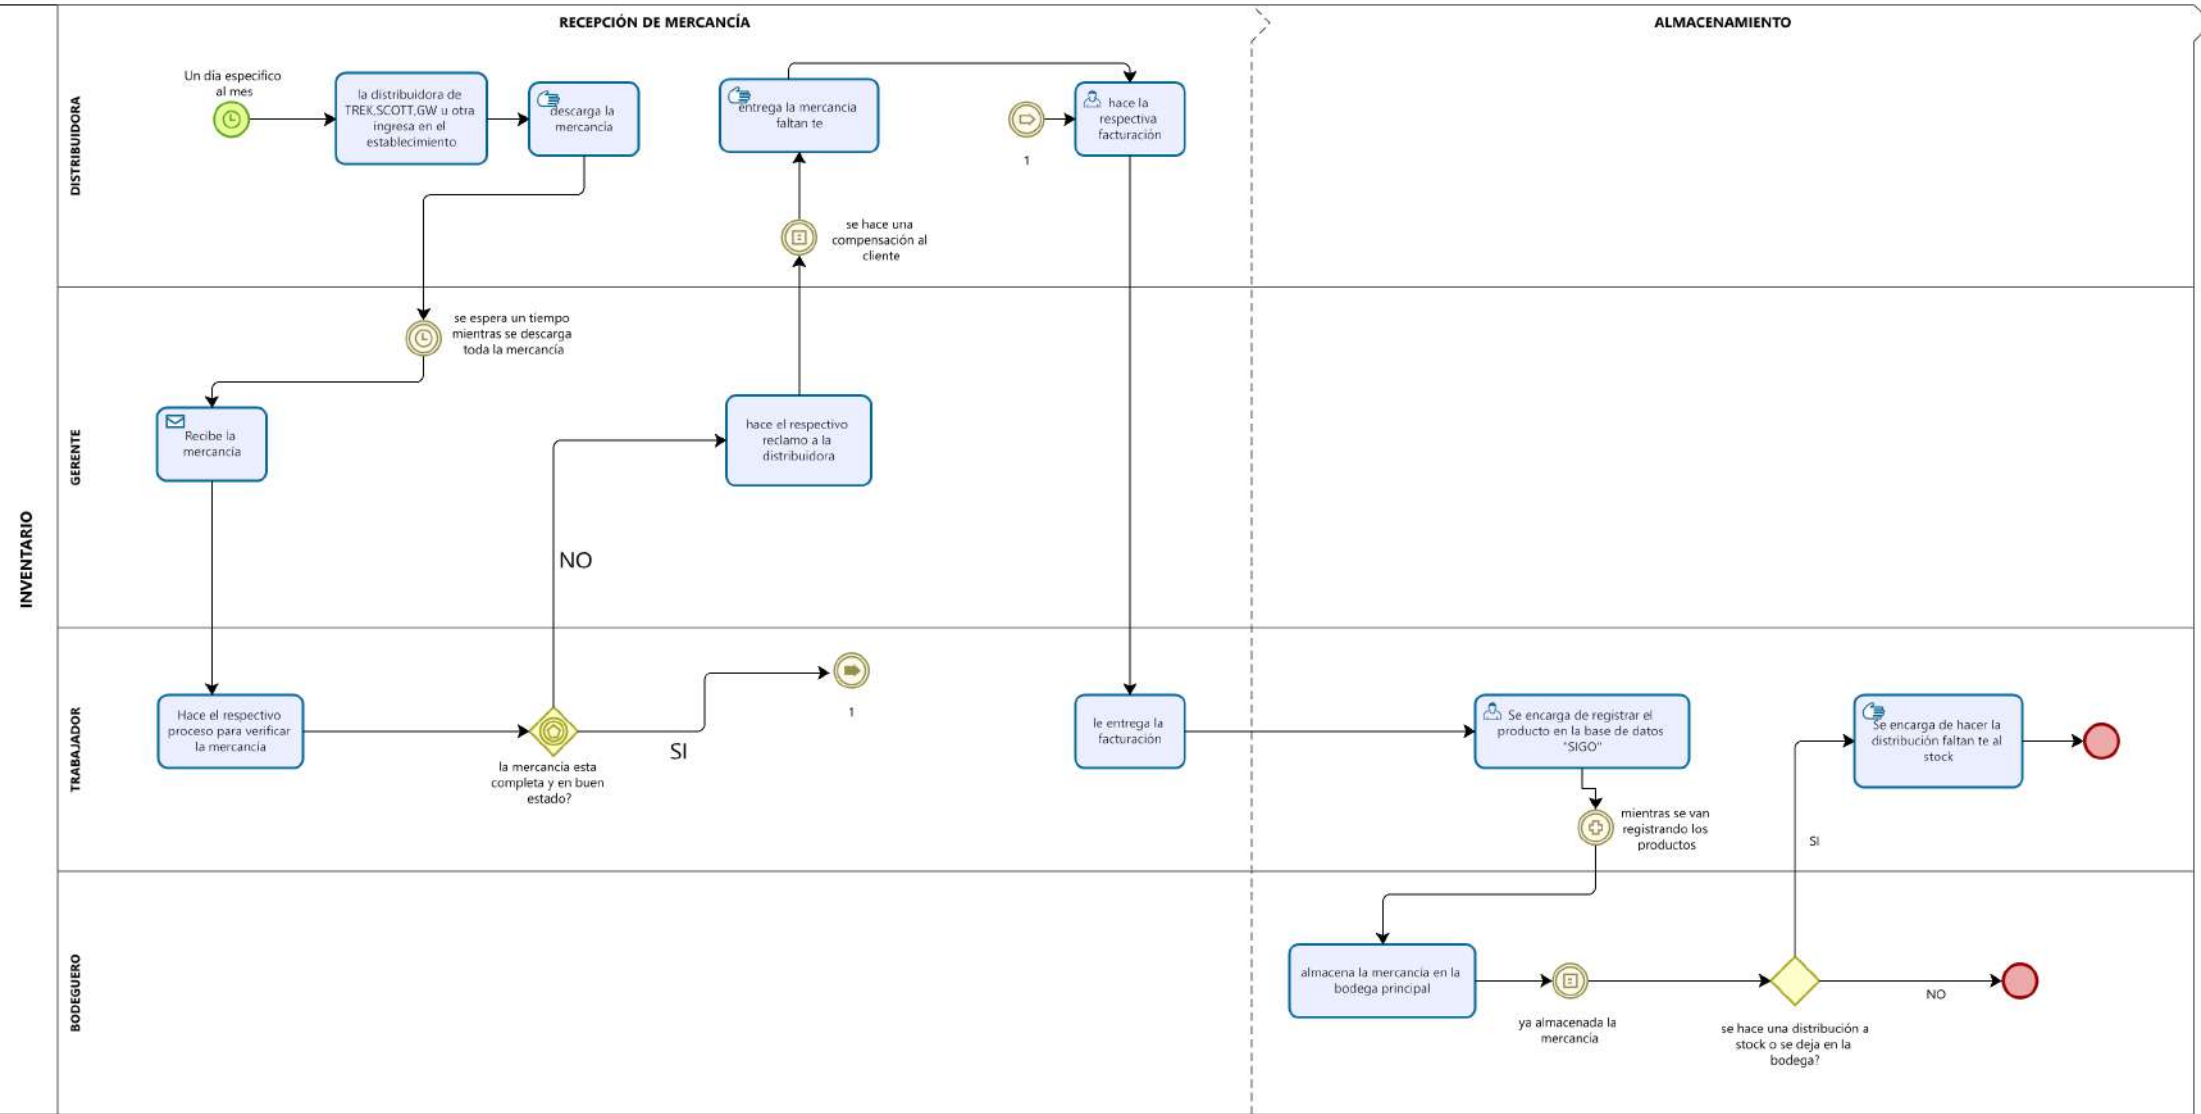 RECEPCIÓN DE MERCANCÍA
ALMACENAMIENTO
INVENTARIO
DISTRIBUIDORA
Un día especifico
al mes
la distribuidora de
TREK,SCOTT,GW u otra
ingresa en el
establecimiento
descarga la
mercancía
entrega la mercancia
faltan te
1
hace la
respectiva
facturación
se hace una
compensación al
cliente
GERENTE
se espera un tiempo
mientras se descarga
toda la mercancía
Recibe la
mercancía
hace el respectivo
reclamo a la
distribuidora
NO
TRABAJADOR
Hace el respectivo
proceso para verificar
la mercancía
la mercancía esta
completa y en buen
estado?
SI
1
le entrega la
facturación
Se encarga de registrar el
producto en la base de datos
"SIGO"
mientras se van
registrando los
productos
Se encarga de hacer la
distribución faltan te al
stock
SI
BODEGUERO
almacena la mercancía en la
bodega principal
ya almacenada la
mercancía
se hace una distribución a
stock o se deja en la
bodega?
NO